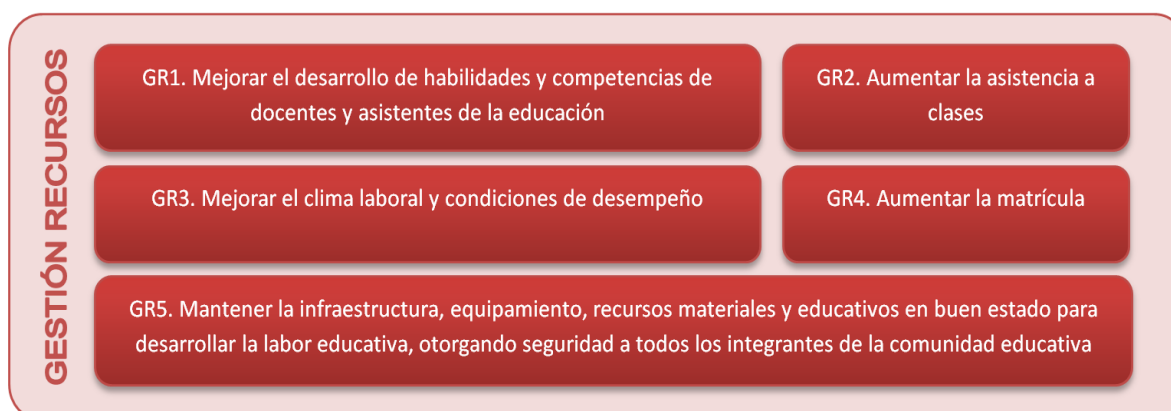 GESTIÓN RECURSOS
GR1. Mejorar el desarrollo de habilidades y competencias de
docentes y asistentes de la educación
GR2. Aumentar la asistencia a
clases
GR3. Mejorar el clima laboral y condiciones de desempeño
GR4. Aumentar la matrícula
GR5. Mantener la infraestructura, equipamiento, recursos materiales y educativos en buen estado para
desarrollar la labor educativa, otorgando seguridad a todos los integrantes de la comunidad educativa